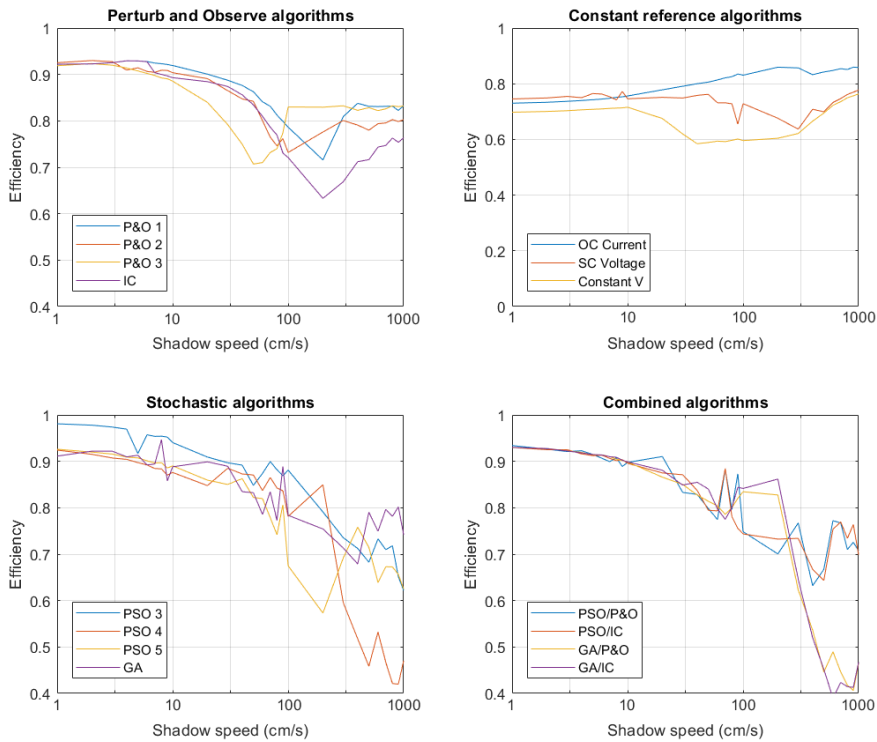 Perturb and Observe algorithms
1
0.9
0.8
0.7
0.6
0.5
0.4
Efficiency
P&O 1
P&O 2
P&O 3
IC
1
10
100
1000
Shadow speed (cm/s)
Constant reference algorithms
1
0.8
0.6
0.4
0.2
0
Efficiency
OC Current
SC Voltage
Constant V
1
10
100
1000
Shadow speed (cm/s)
Stochastic algorithms
1
0.9
0.8
0.7
0.6
0.5
0.4
Efficiency
PSO 3
PSO 4
PSO 5
GA
1
10
100
1000
Shadow speed (cm/s)
Combined algorithms
1
0.9
0.8
0.7
0.6
0.5
0.4
Efficiency
PSO/P&O
PSO/IC
GA/P&O
GA/IC
1
10
100
1000
Shadow speed (cm/s)